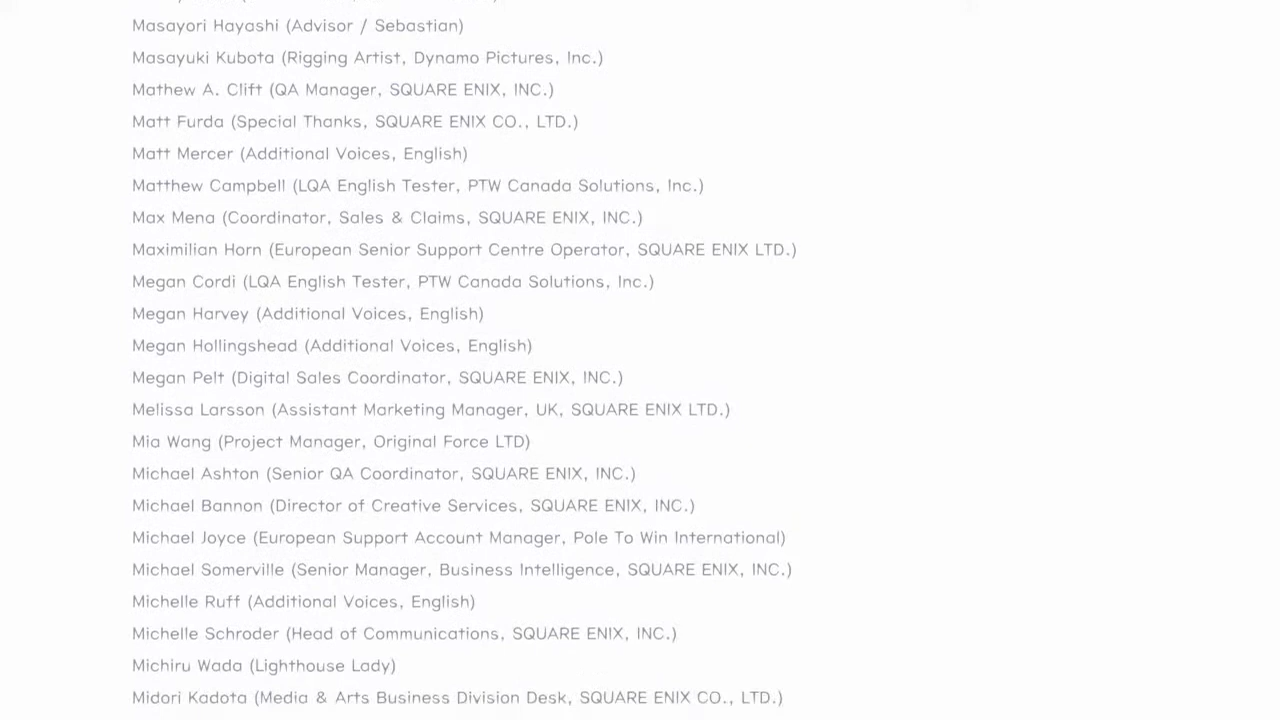 Masayori Hayashi (Advisor / Sebastian)
Masayuki Kubota (Rigging Artist, Dynamo Pictures, Inc.)
Mathew A. Clift (QA Manager, SQUARE ENIX, INC.)
Matt Furda (Special Thanks, SQUARE ENIX CO., LTD.)
Matt Mercer (Additional Voices, English)
Matthew Campbell (LQA English Tester, PTW Canada Solutions, Inc.)
Max Mena (Coordinator, Sales & Claims, SQUARE ENIX, INC.)
Maximilian Horn (European Senior Support Centre Operator, SQUARE ENIX LTD.)
Megan Cordi (LQA English Tester, PTW Canada Solutions, Inc.)
Megan Harvey (Additional Voices, English)
Megan Hollingshead (Additional Voices, English)
Megan Pelt (Digital Sales Coordinator, SQUARE ENIX, INC.)
Melissa Larsson (Assistant Marketing Manager, UK, SQUARE ENIX LTD.)
Mia Wang (Project Manager, Original Force LTD)
Michael Ashton (Senior QA Coordinator, SQUARE ENIX, INC.)
Michael Bannon (Director of Creative Services, SQUARE ENIX, INC.)
Michael Joyce (European Support Account Manager, Pole To Win International)
Michael Somerville (Senior Manager, Business Intelligence, SQUARE ENIX, INC.)
Michelle Ruff (Additional Voices, English)
Michelle Schroder (Head of Communications, SQUARE ENIX, INC.)
Michiru Wada (Lighthouse Lady)
Midori Kadota (Media & Arts Business Division Desk, SQUARE ENIX CO., LTD.)